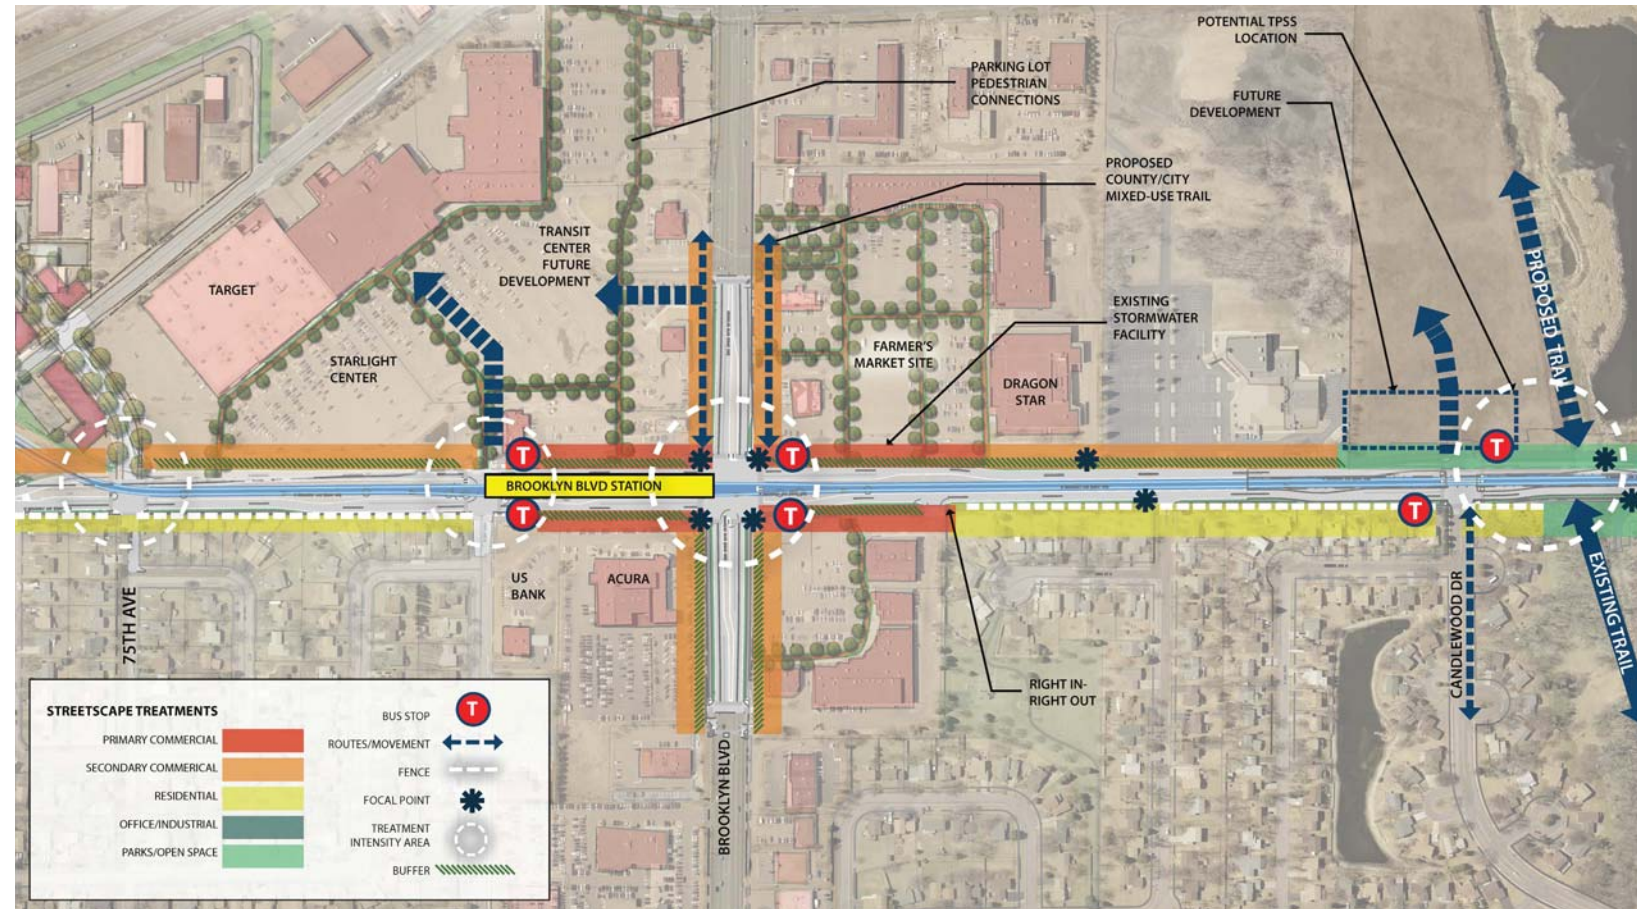 POTENTIAL TPSS
LOCATION
PARKING LOT
PEDESTRIAN
CONNECTIONS
FUTURE
DEVELOPMENT
PROPOSED
COUNTY/CITY
MIXED-USE TRAIL
TRANSIT
CENTER
FUTURE
DEVELOPMENT
PROPOSED TRAIL
TARGET
EXISTING
STORMWATER
FACILITY
STARLIGHT
CENTER
FARMER'S
MARKET SITE
DRAGON
STAR
T
T
T
BROOKLYN BLVD STATION
T
T
T
US
BANK
ACURA
75TH AVE
CANDLEWOOD DR
EXISTING TRAIL
RIGHT IN-
RIGHT OUT
BROOKLYN BLVD
STREETSCAPE TREATMENTS
PRIMARY COMMERCIAL
SECONDARY COMMERICAL
RESIDENTIAL
OFFICE/INDUSTRIAL
PARKS/OPEN SPACE
BUS STOP
T
ROUTES/MOVEMENT
FENCE
FOCAL POINT
TREATMENT
INTENSITY AREA
BUFFER